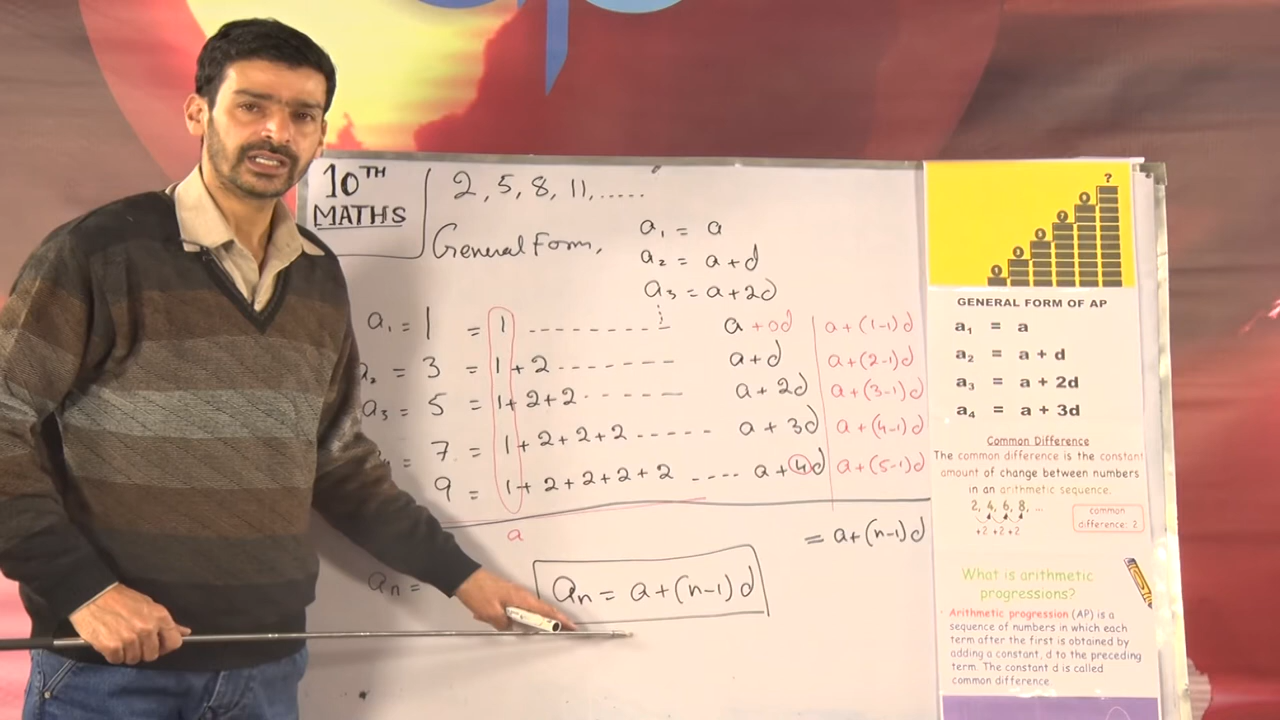 10TH
MATHS
2, 5, 8, 11, ......
General Form,
a₁ = a
a₂ = a+d
a₃ = a+2d
a₁ = 1 = 1 --------- a +0d a+(1-1)d
₂ = 3 = 1+2 ------- a+d a+(2-1)d
a₃ = 5 = 1+2+2 ------ a+2d a+(3-1)d
= 7 = 1+2+2+2 ------ a+3d a+(4-1)d
9 = 1+2+2+2+2 ---- a+4d a+(5-1)d
a
= a+(n-1)d
aₙ =
aₙ = a+(n-1)d
?
GENERAL FORM OF AP
a₁ = a
a₂ = a + d
a₃ = a + 2d
a₄ = a + 3d
Common Difference
The common difference is the constant
amount of change between numbers
in an arithmetic sequence.
2, 4, 6, 8, ...
+2 +2 +2
common
difference: 2
What is arithmetic
progressions?
Arithmetic progression (AP) is a
sequence of numbers in which each
term after the first is obtained by
adding a constant, d to the preceding
term. The constant d is called
common difference.